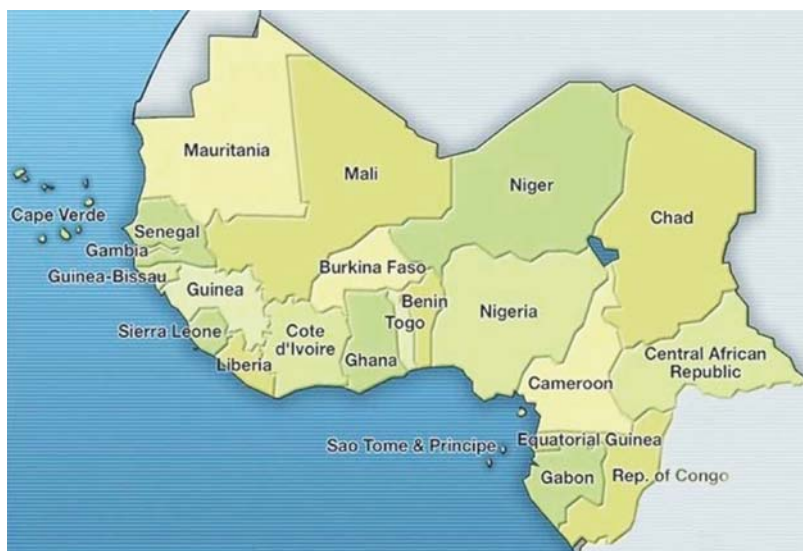 Mauritania
Mali
Niger
Chad
Cape Verde
Senegal
Gambia
Guinea-Bissau
Burkina Faso
Guinea
Benin
Togo
Nigeria
Sierra Leone
Cote
d'Ivoire
Ghana
Liberia
Central African
Republic
Cameroon
Equatorial Guinea
Sao Tome & Principe
Gabon
Rep. of Congo